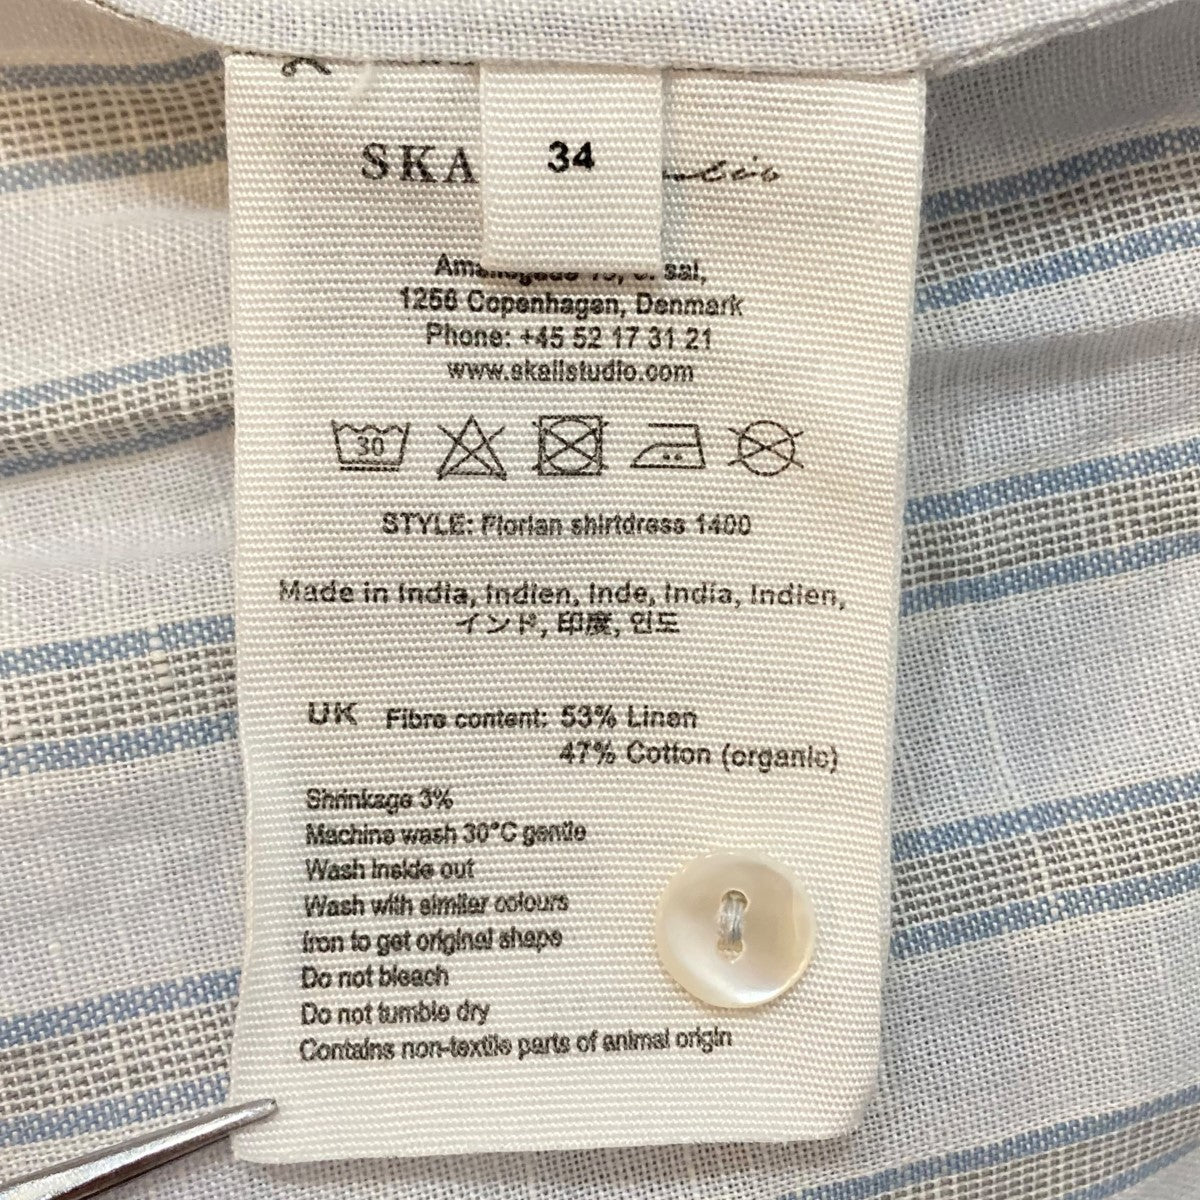 34
SKA
Phone: +45 52 17 31 21
1256 Copenhagen, Denmark
www.skallstudio.com
30
STYLE: Florian shirtdress 1400
Made in India, Indien, Inde, India, Indien,
インド, 印度, 인도
UK Fibre content: 53% Linen
47% Cotton (organic)
Shrinkage 3%
Machine wash 30°C gentle
Wash inside out
Wash with similar colours
Iron to get original shape
Do not bleach
Do not tumble dry
Contains non-textile parts of animal origin